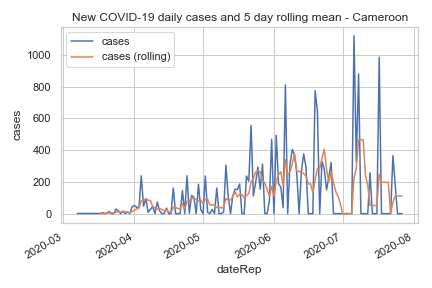 New COVID-19 daily cases and 5 day rolling mean - Cameroon
cases
cases (rolling)
cases
1000
800
600
400
200
0
2020-03
2020-04
2020-05
2020-06
2020-07
2020-08
dateRep